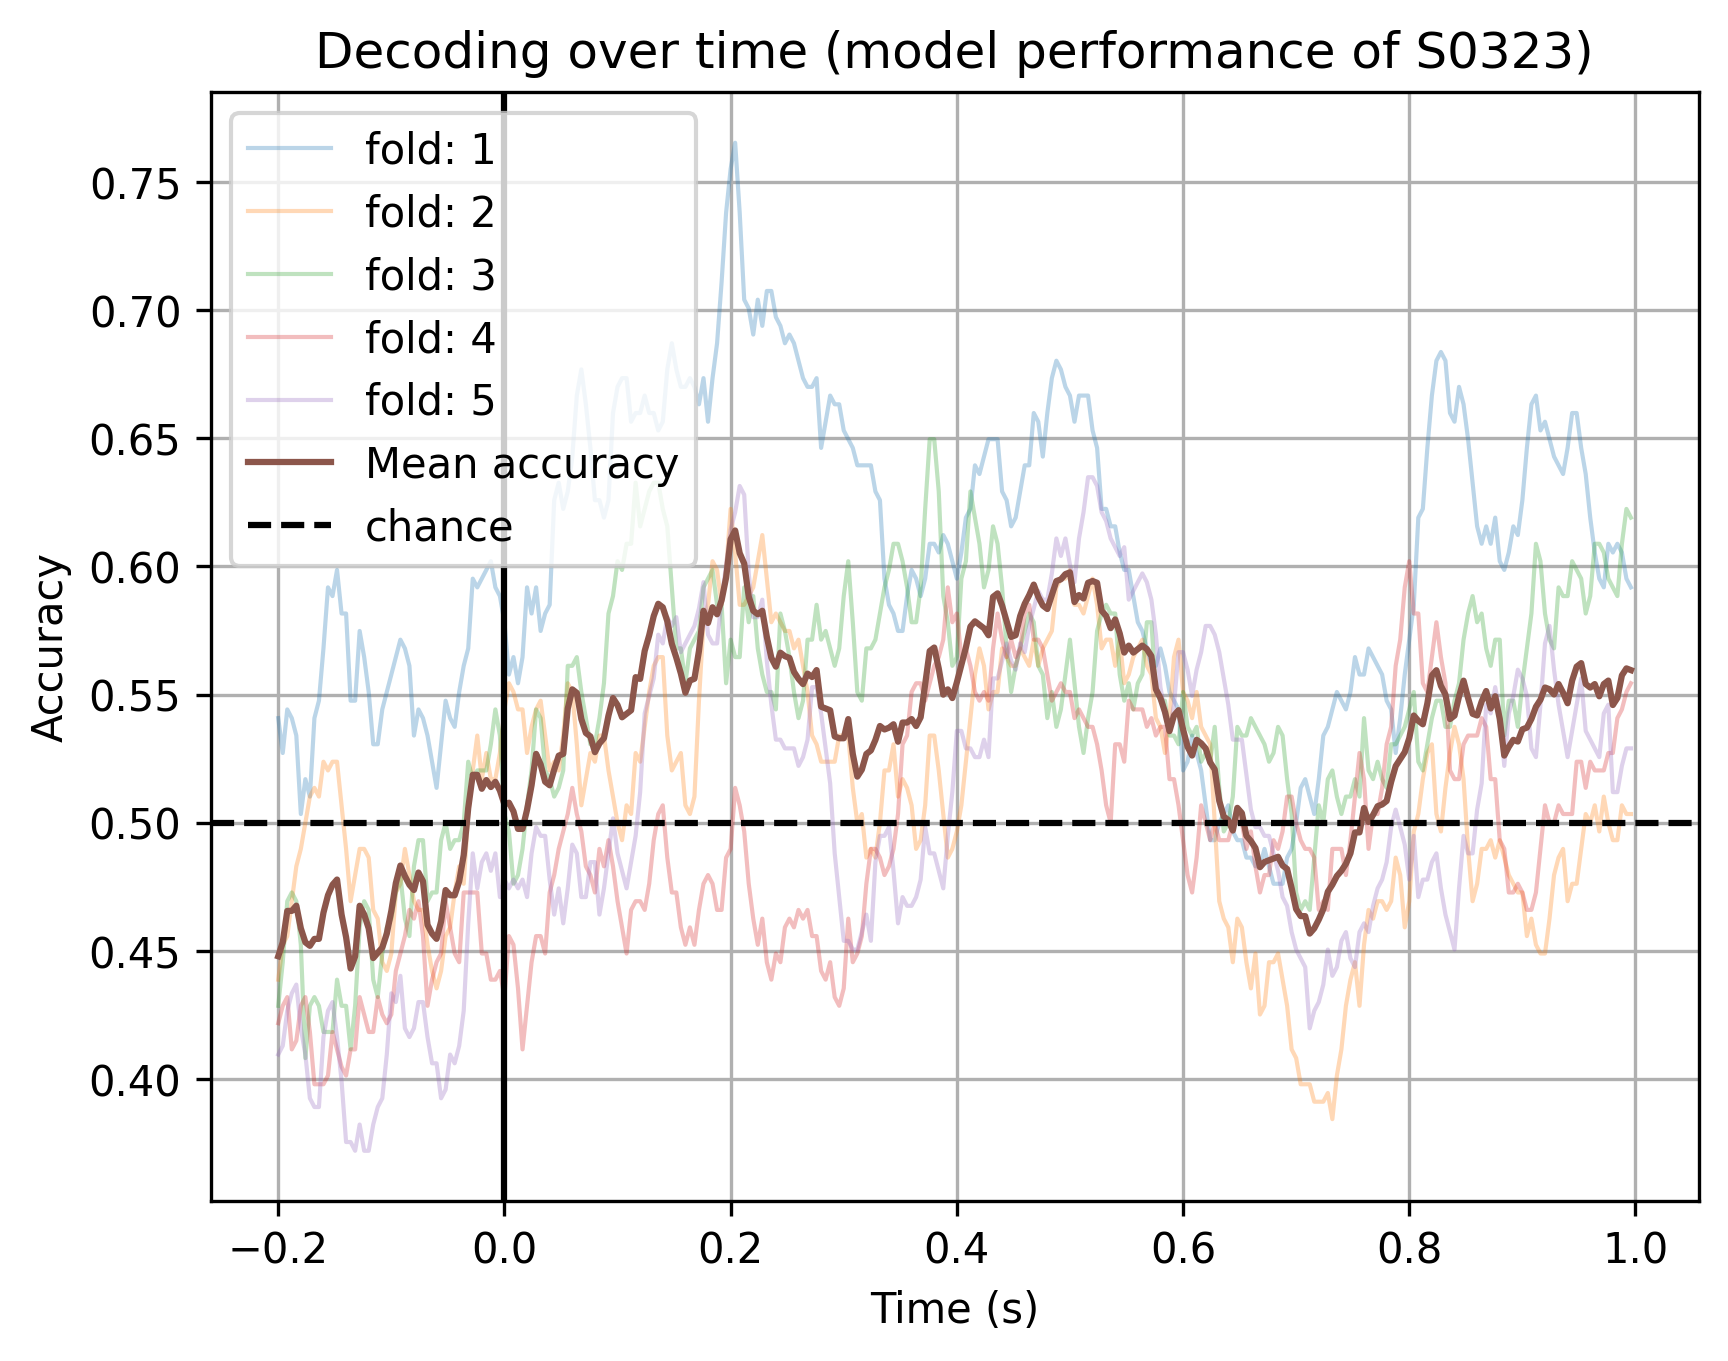 Decoding over time (model performance of S0323)
fold: 1
fold: 2
fold: 3
fold: 4
fold: 5
Mean accuracy
chance
Accuracy
0.75
0.70
0.65
0.60
0.55
0.50
0.45
0.40
−0.2 0.0 0.2 0.4 0.6 0.8 1.0
Time (s)